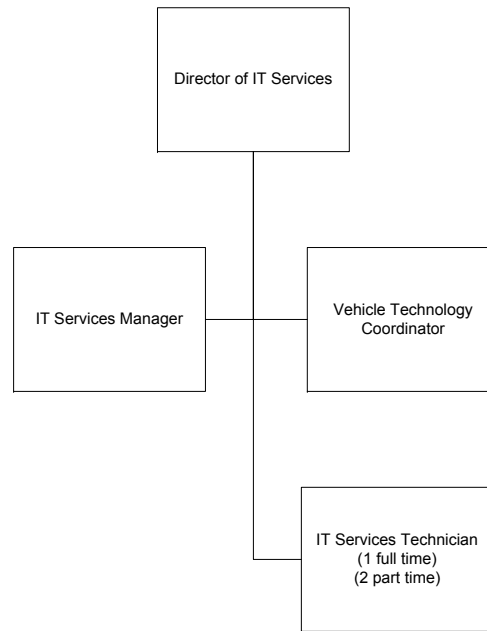 Director of IT Services
IT Services Manager
Vehicle Technology
Coordinator
IT Services Technician
(1 full time)
(2 part time)